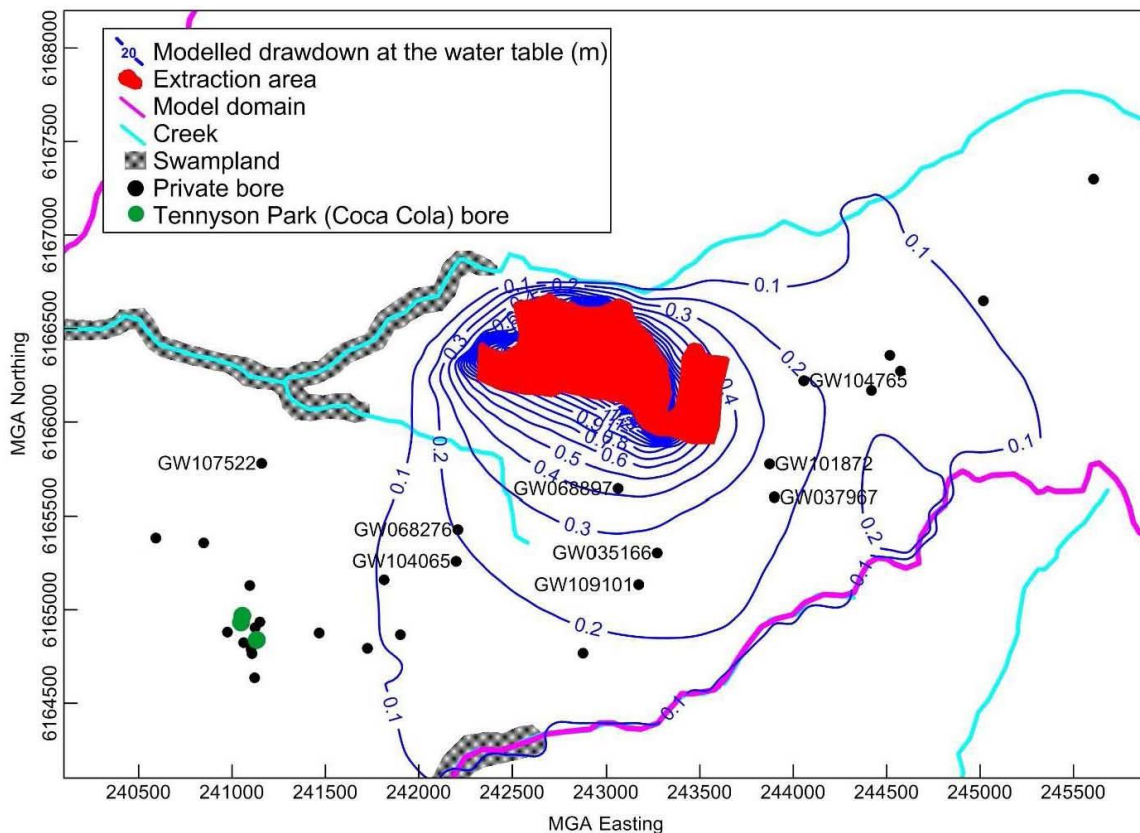 20 Modelled drawdown at the water table (m)
Extraction area
Model domain
Creek
Swampland
Private bore
Tennyson Park (Coca Cola) bore
6168000
6167500
6167000
6166500
6166000
6165500
6165000
6164500
MGA Northing
0.1
0.1 0.2
0.1
0.3
0.3
0.2
0.4
GW104765
0.1
0.5
0.6
0.4
0.3
0.2
0.1
0.2
0.1
0.2
0.1
0.1
0.1
GW107522
GW101872
GW068897
GW037967
GW068276
GW104065
GW035166
GW109101
240500 241000 241500 242000 242500 243000 243500 244000 244500 245000 245500
MGA Easting